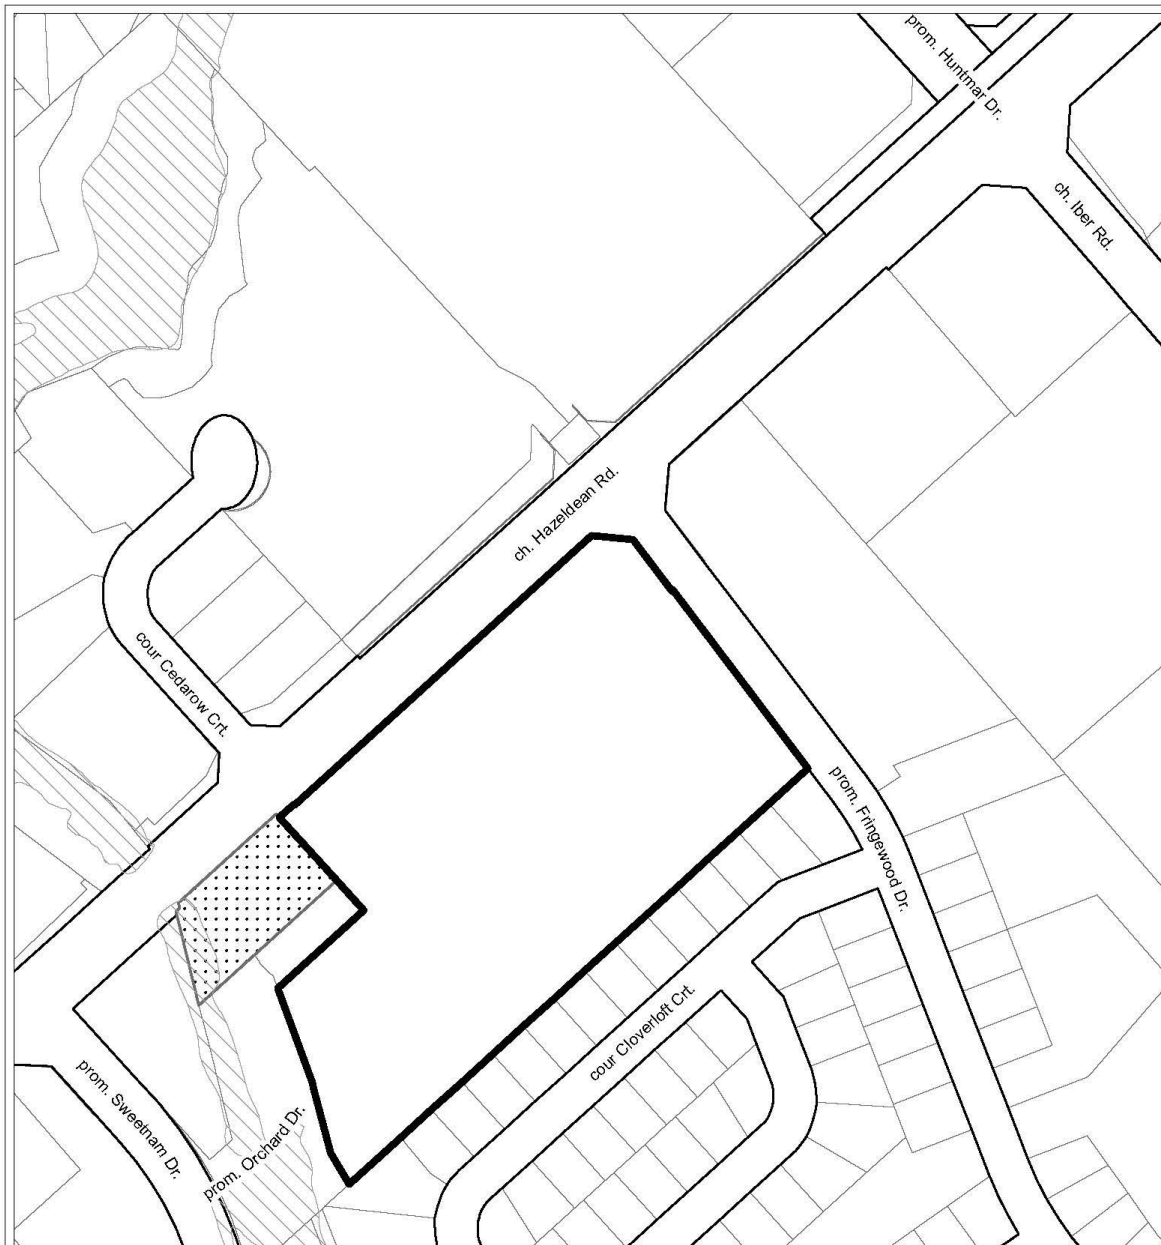 prom. Huntmar Dr.
ch. Iber Rd.
ch. Hazeldean Rd.
cour Cedarow Crt.
prom. Fringewood Dr.
cour Cloverloft Crt.
prom. Sweetnam Dr.
prom. Orchard Dr.